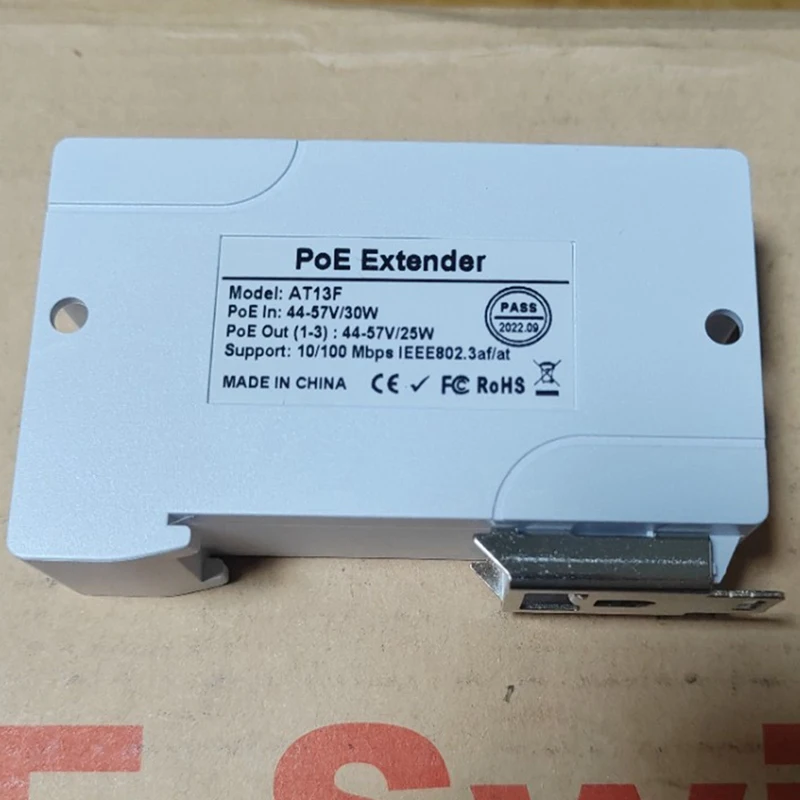 PoE Extender
Model: AT13F
PoE In: 44-57V/30W
PoE Out (1-3) : 44-57V/25W
Support: 10/100 Mbps IEEE802.3af/at
PASS
2022.09
MADE IN CHINA CE ✓ FC RoHS
E Swi